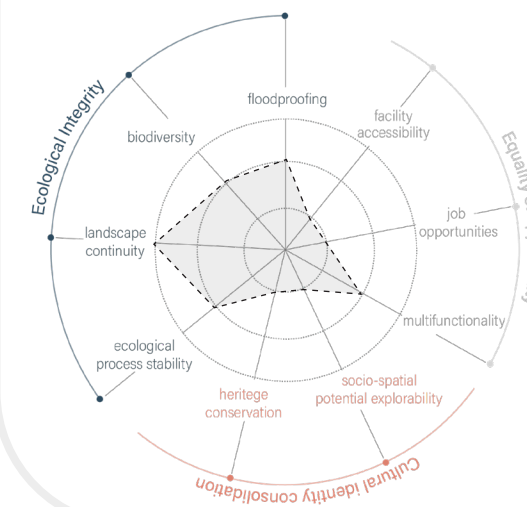 floodproofing
facility
accessibility
biodiversity
Ecological Integrity
Equality
job
opportunities
landscape
continuity
multifunctionality
ecological
process stability
socio-spatial
potential explorability
heritege
conservation
Cultural identity consolidation